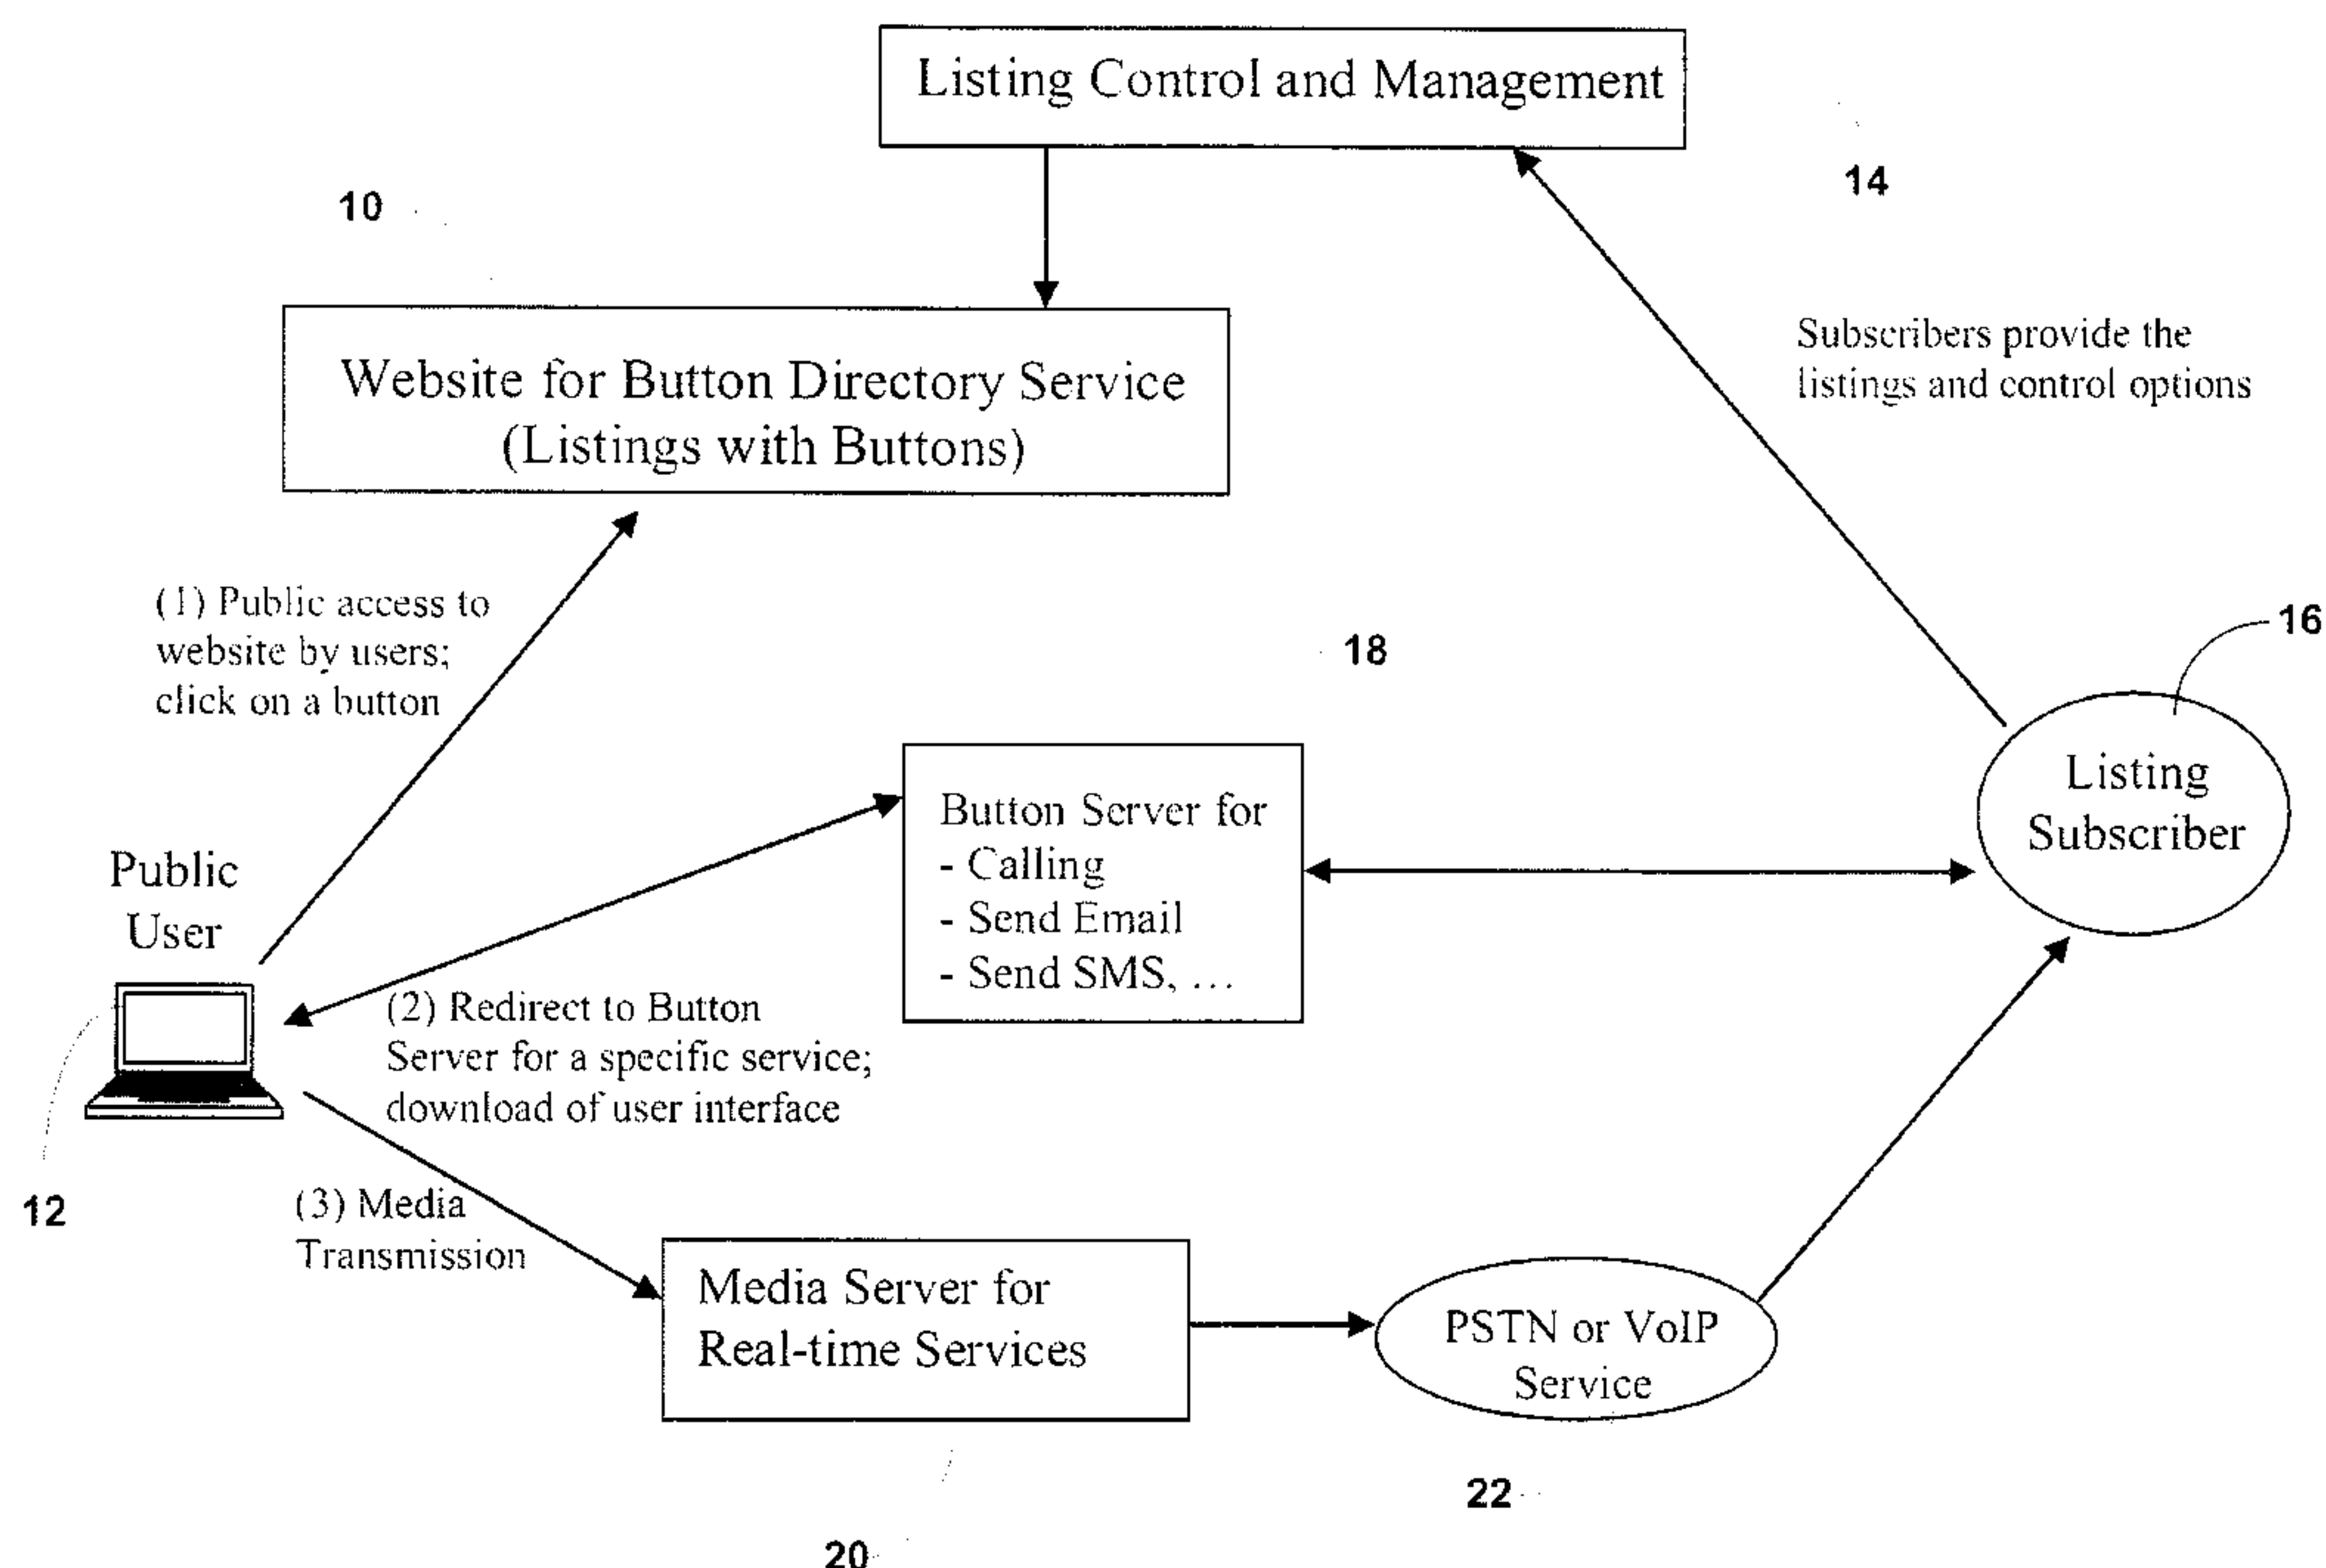 Listing Control and Management
14
10
Website for Button Directory Service
(Listings with Buttons)
Subscribers provide the
listings and control options
(1) Public access to
website by users;
click on a button
18
16
Listing
Subscriber
Button Server for
- Calling
- Send Email
- Send SMS, ...
Public
User
(2) Redirect to Button
Server for a specific service;
download of user interface
12
(3) Media
Transmission
Media Server for
Real-time Services
PSTN or VoIP
Service
22
20